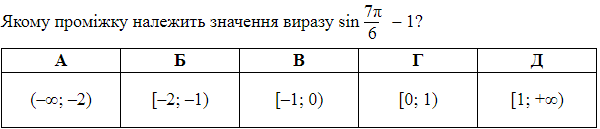 Якому проміжку належить значення виразу sin 7π/6 – 1?
А Б В Г Д
(–∞; –2) [–2; –1) [–1; 0) [0; 1) [1; +∞)